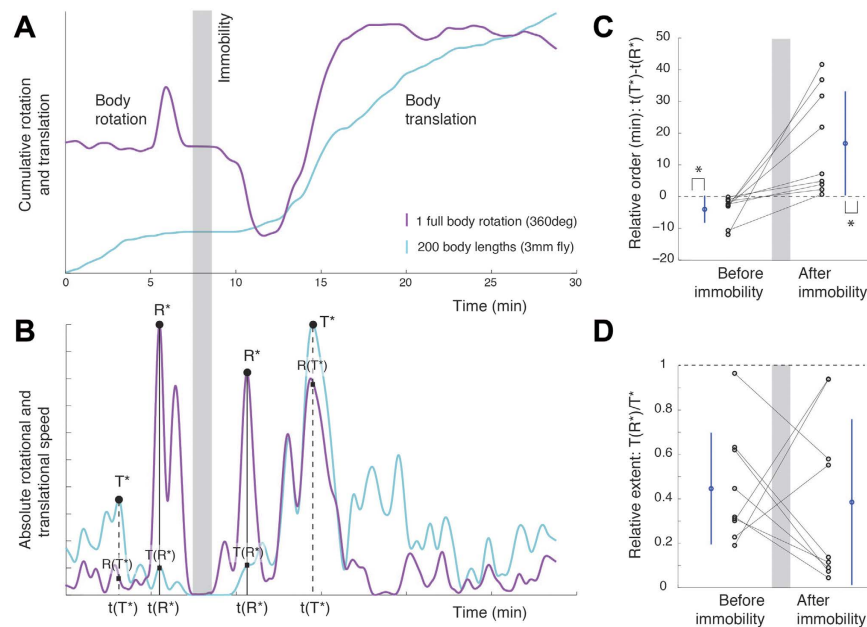 A
Cumulative rotation
and translation
Body
rotation
Immobility
Body
translation
1 full body rotation (360deg)
200 body lengths (3mm fly)
0
5
10
15
20
25
30
Time (min)
B
Absolute rotational and
translational speed
R*
T*
R*
T*
R(T*)
T(R*)
T(R*)
R(T*)
t(T*)
t(R*)
t(R*)
t(T*)
Time (min)
C
Relative order (min): t(T*)-t(R*)
50
40
30
20
10
0
−10
−20
*
*
Before
immobility
After
immobility
D
Relative extent: T(R*)/T*
1
0.8
0.6
0.4
0.2
0
Before
immobility
After
immobility